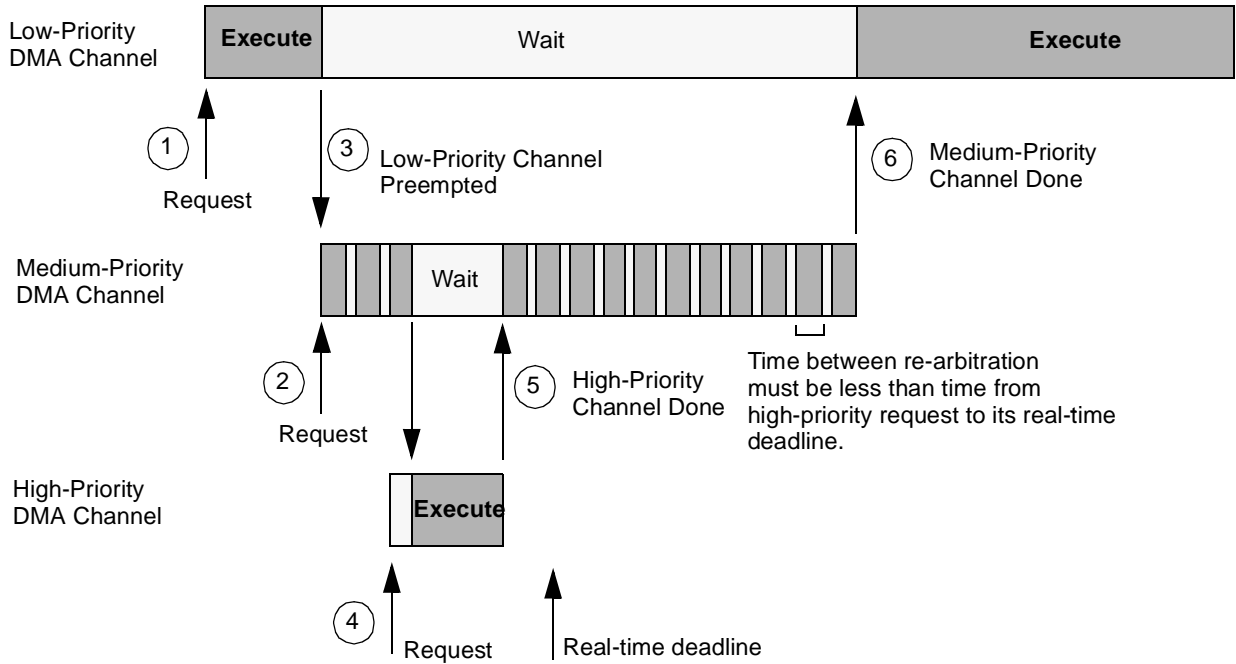 Low-Priority
DMA Channel
Execute
Wait
Execute
1
Request
3
Low-Priority Channel
Preempted
6
Medium-Priority
Channel Done
Medium-Priority
DMA Channel
Wait
2
Request
5
High-Priority
Channel Done
Time between re-arbitration
must be less than time from
high-priority request to its real-time
deadline.
High-Priority
DMA Channel
Execute
4
Request
Real-time deadline